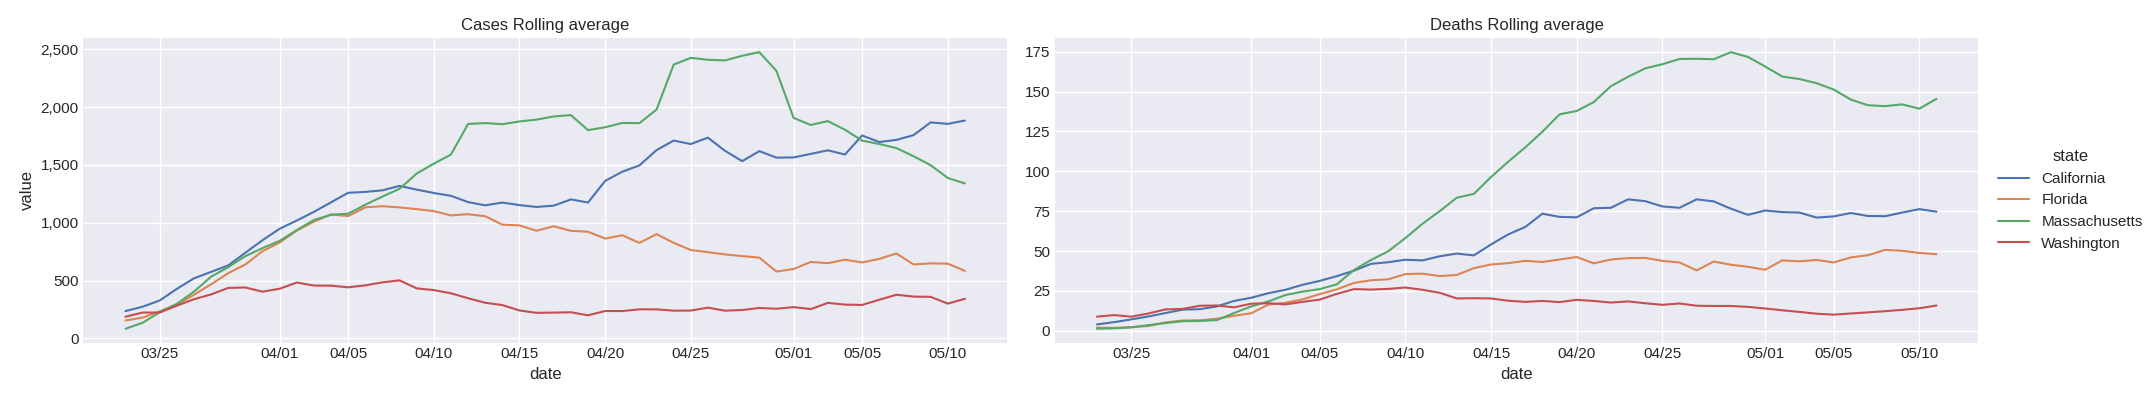 Cases Rolling average
value
2,500
2,000
1,500
1,000
500
0
03/25 04/01 04/05 04/10 04/15 04/20 04/25 05/01 05/05 05/10
date
Deaths Rolling average
175
150
125
100
75
50
25
0
03/25 04/01 04/05 04/10 04/15 04/20 04/25 05/01 05/05 05/10
date
state
California
Florida
Massachusetts
Washington